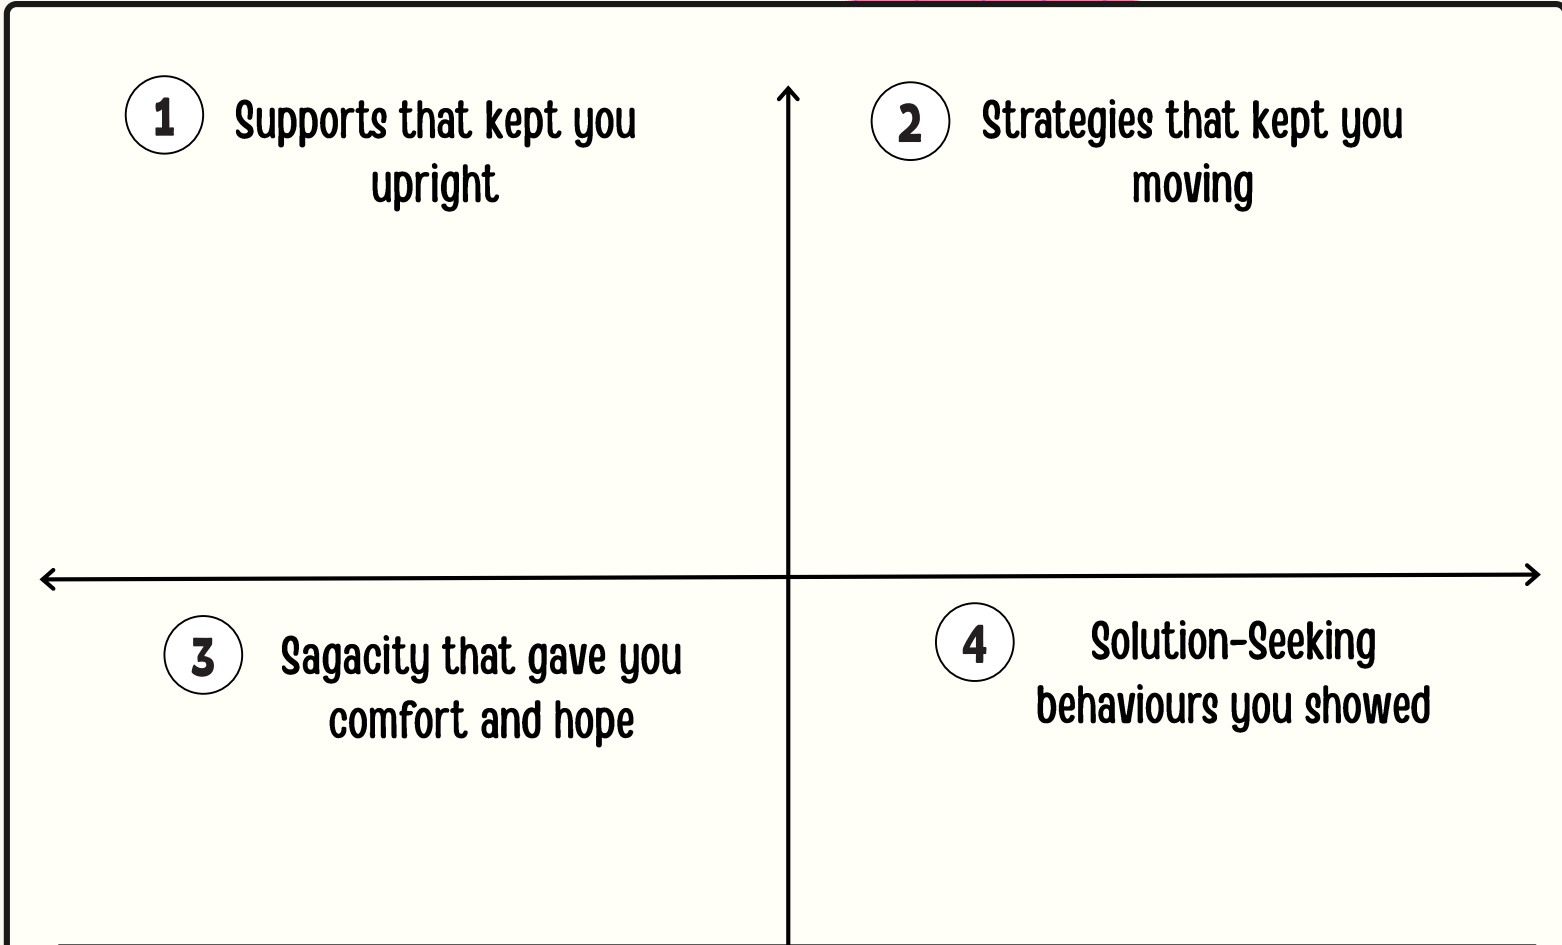 1
Supports that kept you
upright
2
Strategies that kept you
moving
3
Sagacity that gave you
comfort and hope
4
Solution-Seeking
behaviours you showed